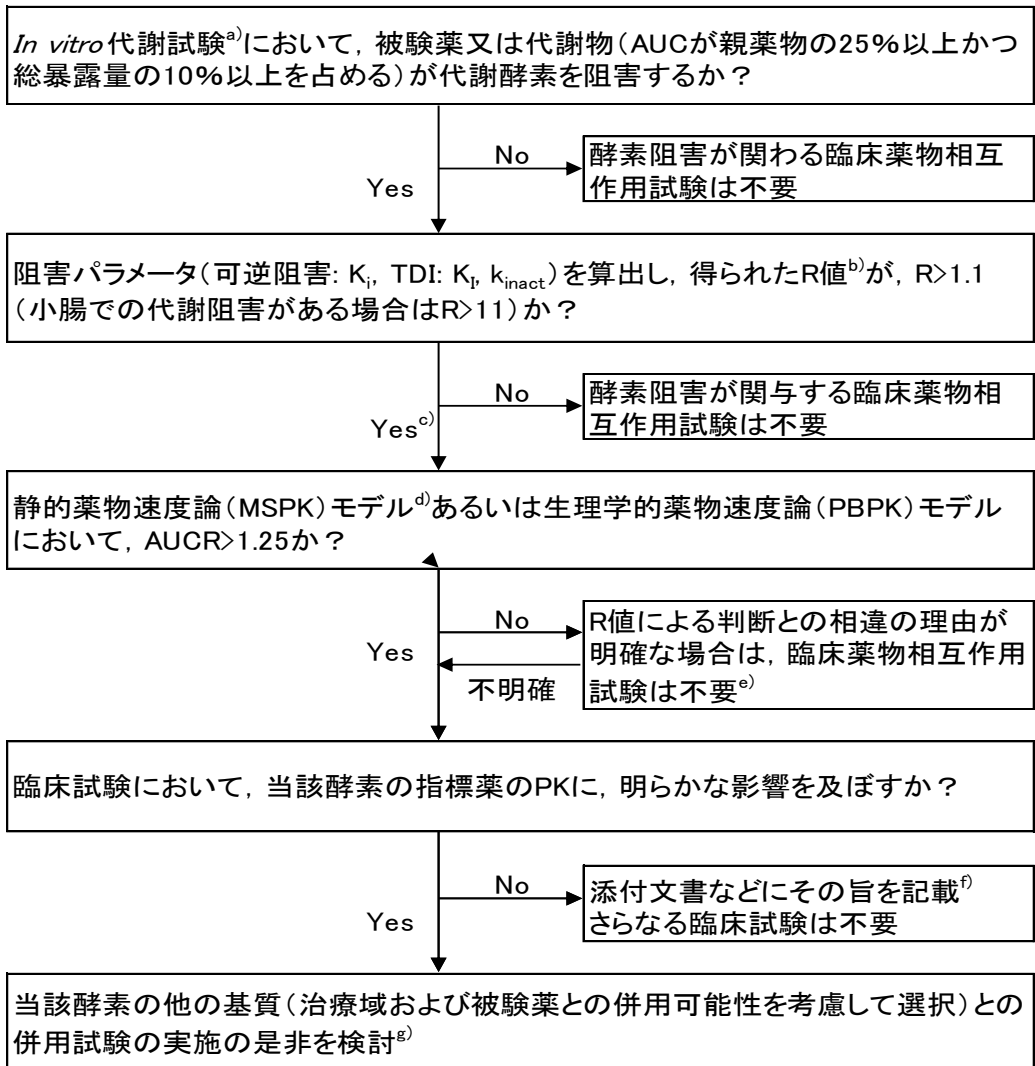 In vitro 代謝試験a)において，被験薬又は代謝物（AUCが親薬物の25%以上かつ
総暴露量の10%以上を占める）が代謝酵素を阻害するか？
No
酵素阻害が関わる臨床薬物相互
作用試験は不要
Yes
阻害パラメータ（可逆阻害: Ki, TDI: KI, kinact）を算出し，得られたR値b)が，R>1.1
（小腸での代謝阻害がある場合はR>11）か？
No
酵素阻害が関与する臨床薬物相
互作用試験は不要
Yesc)
静的薬物速度論（MSPK）モデルd)あるいは生理学的薬物速度論（PBPK）モデル
において，AUCR>1.25か？
No
R値による判断との相違の理由が
明確な場合は，臨床薬物相互作用
試験は不要e)
Yes
不明確
臨床試験において，当該酵素の指標薬のPKに，明らかな影響を及ぼすか？
No
添付文書などにその旨を記載f)
さらなる臨床試験は不要
Yes
当該酵素の他の基質（治療域および被験薬との併用可能性を考慮して選択）との
併用試験の実施の是非を検討g)